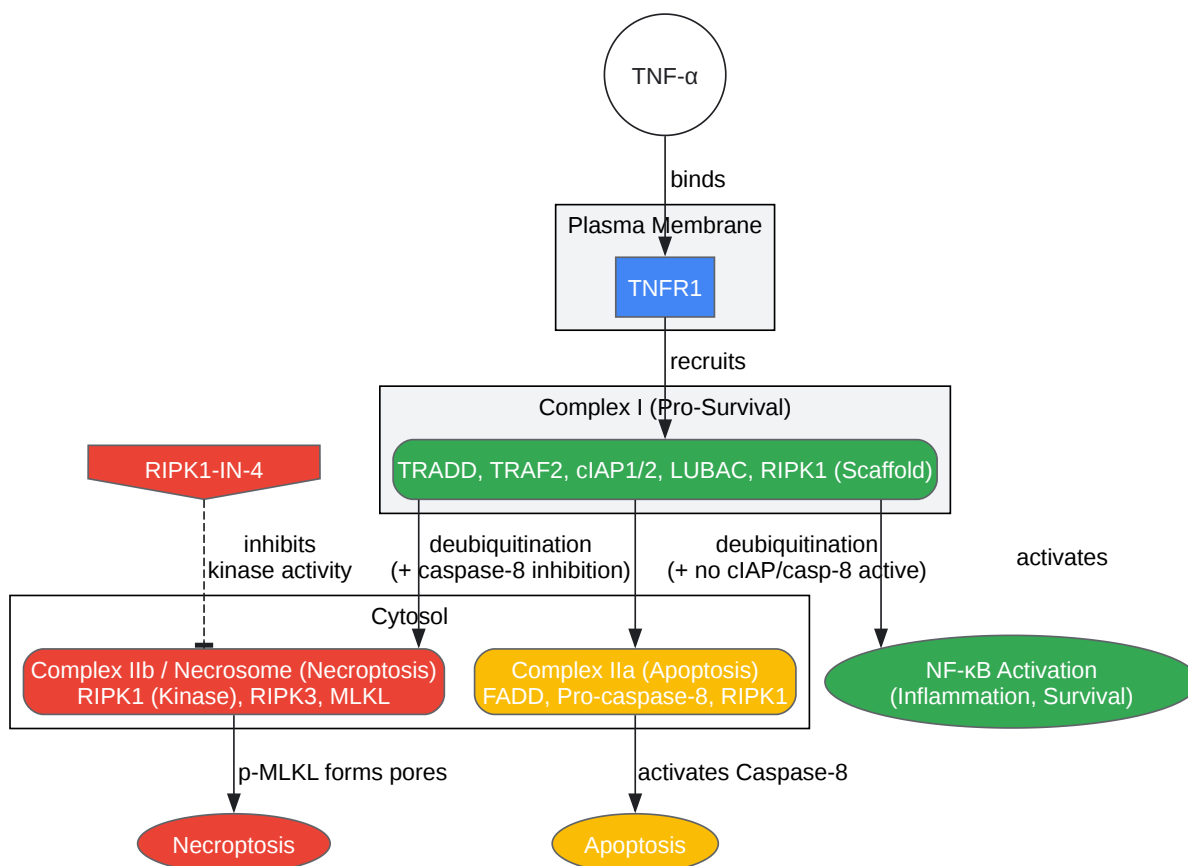 TNF-α
binds
Plasma Membrane
TNFR1
recruits
Complex I (Pro-Survival)
RIPK1-IN-4
TRADD, TRAF2, cIAP1/2, LUBAC, RIPK1 (Scaffold)
inhibits
kinase activity
deubiquitination
(+ caspase-8 inhibition)
deubiquitination
(+ no cIAP/casp-8 active)
activates
Cytosol
Complex IIb / Necrosome (Necroptosis)
RIPK1 (Kinase), RIPK3, MLKL
Complex IIa (Apoptosis)
FADD, Pro-caspase-8, RIPK1
NF-κB Activation
(Inflammation, Survival)
p-MLKL forms pores
activates Caspase-8
Necroptosis
Apoptosis